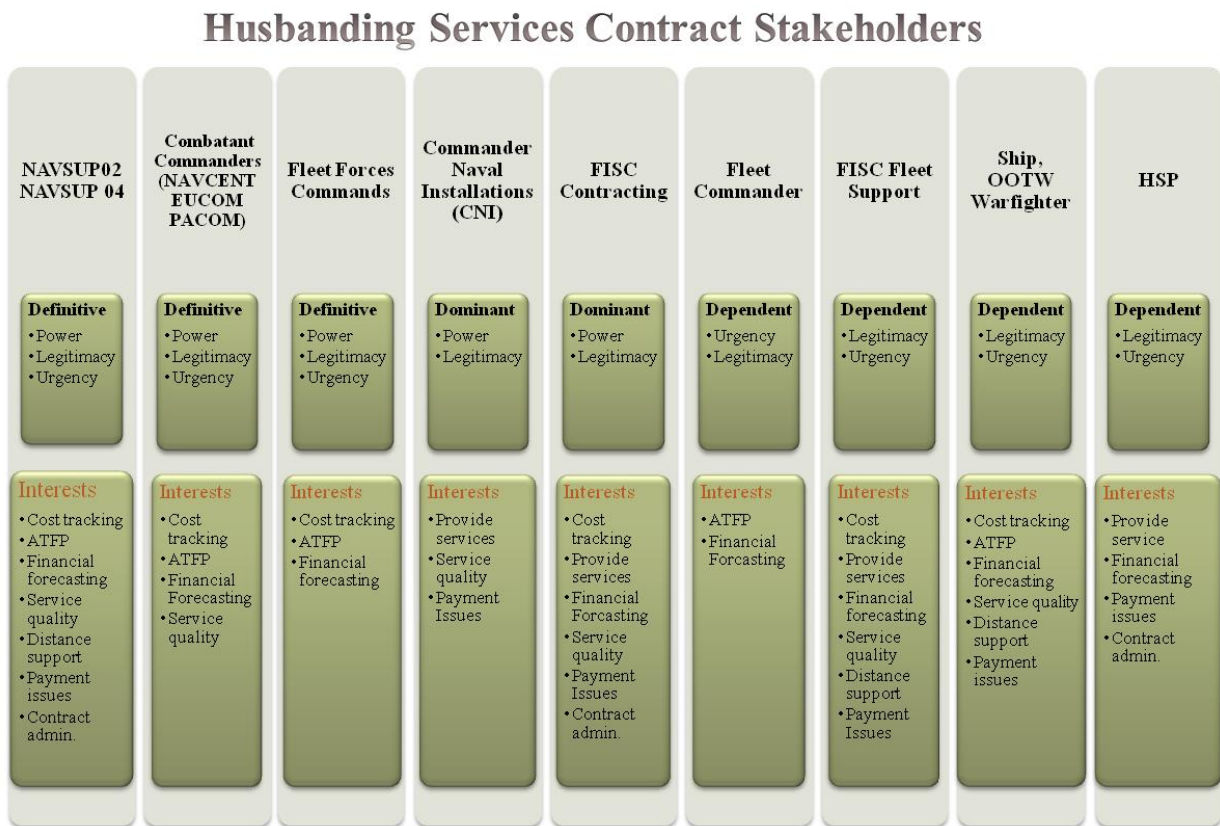 Husbanding Services Contract Stakeholders
NAVSUP02
NAVSUP 04
Definitive
•Power
•Legitimacy
•Urgency
Interests
•Cost tracking
•ATFP
•Financial
forecasting
•Service
quality
•Distance
support
•Payment
issues
•Contract
admin.
Combatant
Commanders
(NAVCENT
EUCOM
PACOM)
Definitive
•Power
•Legitimacy
•Urgency
Interests
•Cost
tracking
•ATFP
•Financial
Forecasting
•Service
quality
Fleet Forces
Commands
Definitive
•Power
•Legitimacy
•Urgency
Interests
•Cost tracking
•ATFP
•Financial
forecasting
Commander
Naval
Installations
(CNI)
Dominant
•Power
•Legitimacy
Interests
•Provide
services
•Service
quality
•Payment
Issues
FISC
Contracting
Dominant
•Power
•Legitimacy
Interests
•Cost
tracking
•Provide
services
•Financial
Forcasting
•Service
quality
•Payment
Issues
•Contract
admin.
Fleet
Commander
Dependent
•Urgency
•Legitimacy
Interests
•ATFP
•Financial
Forcasting
FISC Fleet
Support
Dependent
•Legitimacy
•Urgency
Interests
•Cost
tracking
•Provide
services
•Financial
forecasting
•Service
quality
•Distance
support
•Payment
Issues
Ship,
OOTW
Warfighter
Dependent
•Legitimacy
•Urgency
Interests
•Cost tracking
•ATFP
•Financial
forecasting
•Service quality
•Distance
support
•Payment
issues
HSP
Dependent
•Legitimacy
•Urgency
Interests
•Provide
service
•Financial
forecasting
•Payment
issues
•Contract
admin.